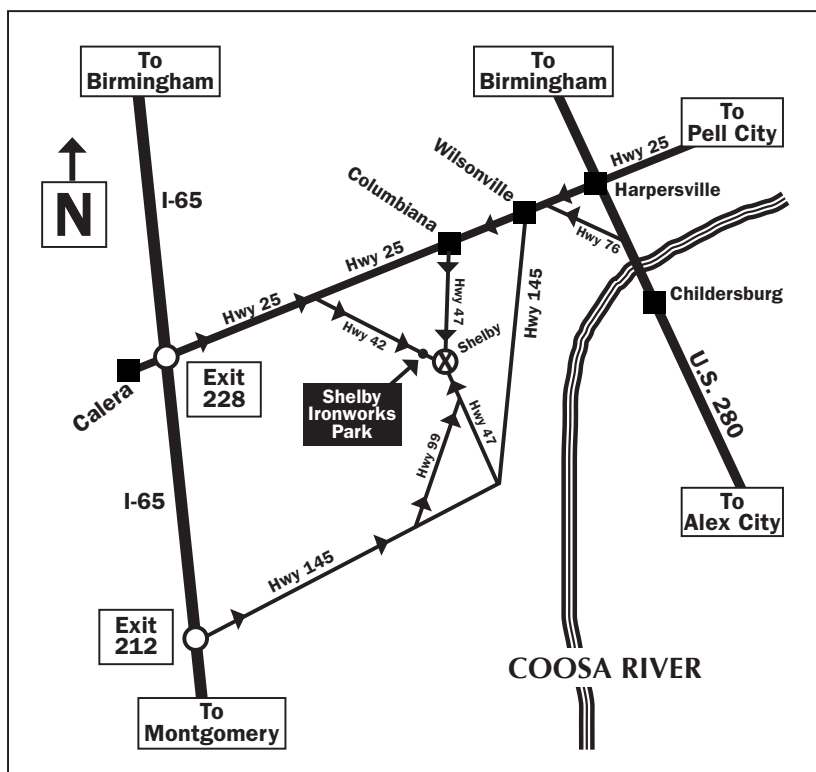 To
Birmingham
To
Birmingham
To
Pell City
N
I-65
Hwy 25
Wilsonville
Columbiana
Harpersville
Hwy 76
Hwy 25
Hwy 145
Childersburg
Hwy 25
Hwy 47
Hwy 42
Shelby
Calera
Exit
228
Shelby
Ironworks
Park
U.S. 280
Hwy 47
Hwy 99
I-65
To
Alex City
Hwy 145
Exit
212
COOSA RIVER
To
Montgomery